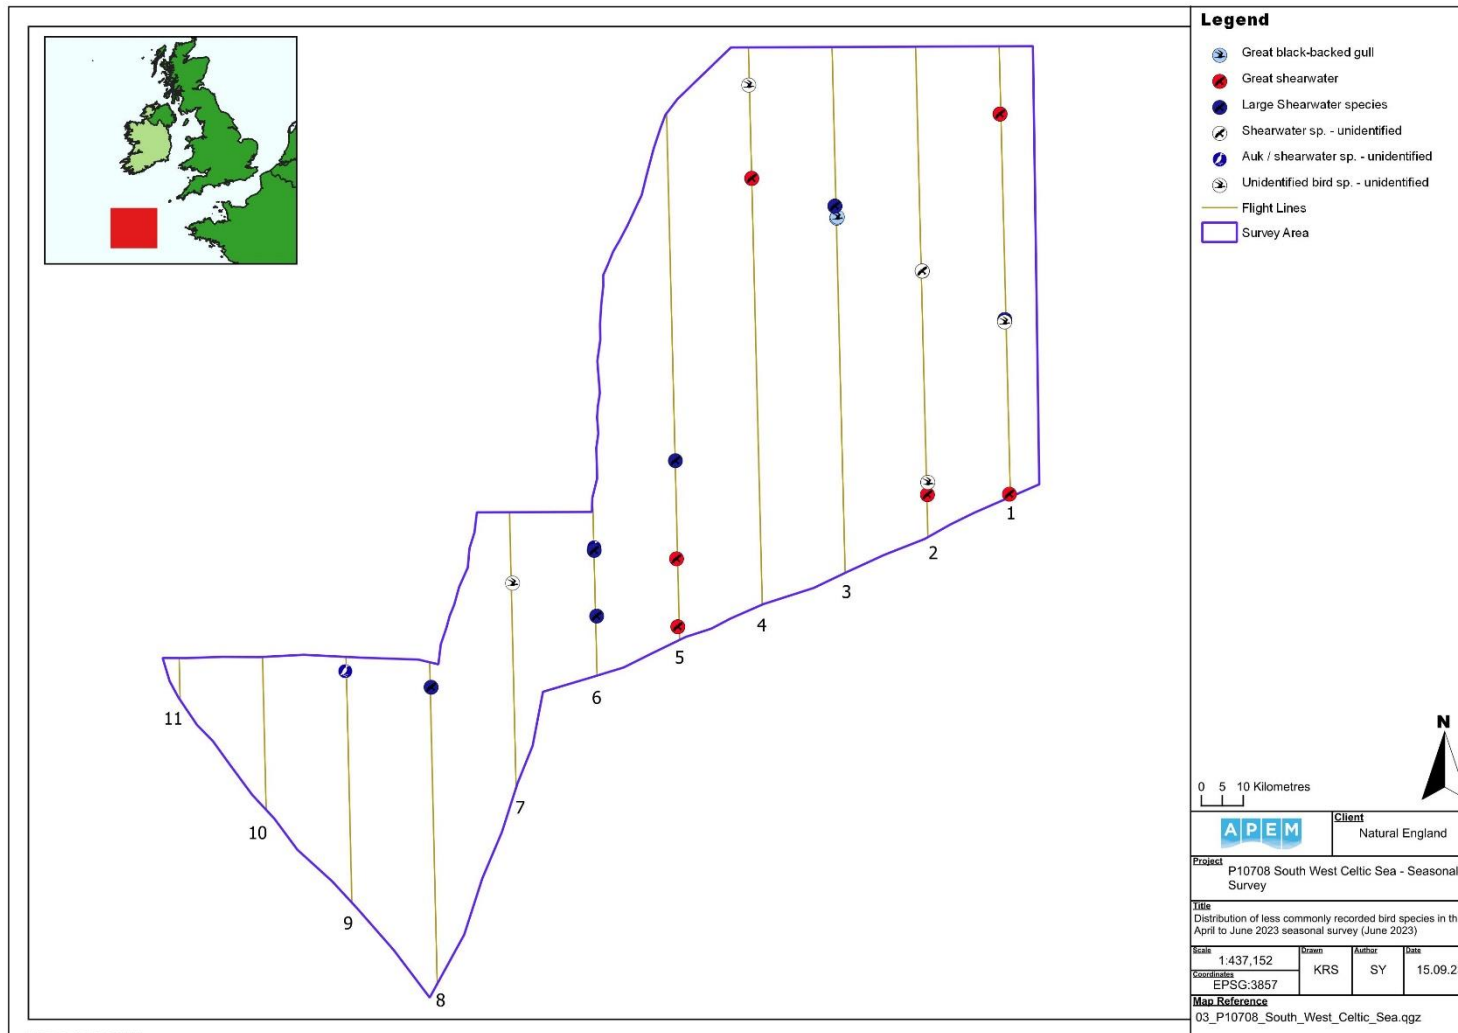 Legend
Great black-backed gull
Great shearwater
Large Shearwater species
Shearwater sp. - unidentified
Auk / shearwater sp. - unidentified
Unidentified bird sp. - unidentified
Flight Lines
Survey Area
1
2
3
4
5
6
7
8
9
10
11
N
0 5 10 Kilometres
APEM
Client
Natural England
Project
P10708 South West Celtic Sea - Seasonal
Survey
Title
Distribution of less commonly recorded bird species in th
April to June 2023 seasonal survey (June 2023)
Scale
1:437,152
Drawn
KRS
Author
SY
Date
15.09.2
Coordinates
EPSG:3857
Map Reference
03_P10708_South_West_Celtic_Sea.qgz